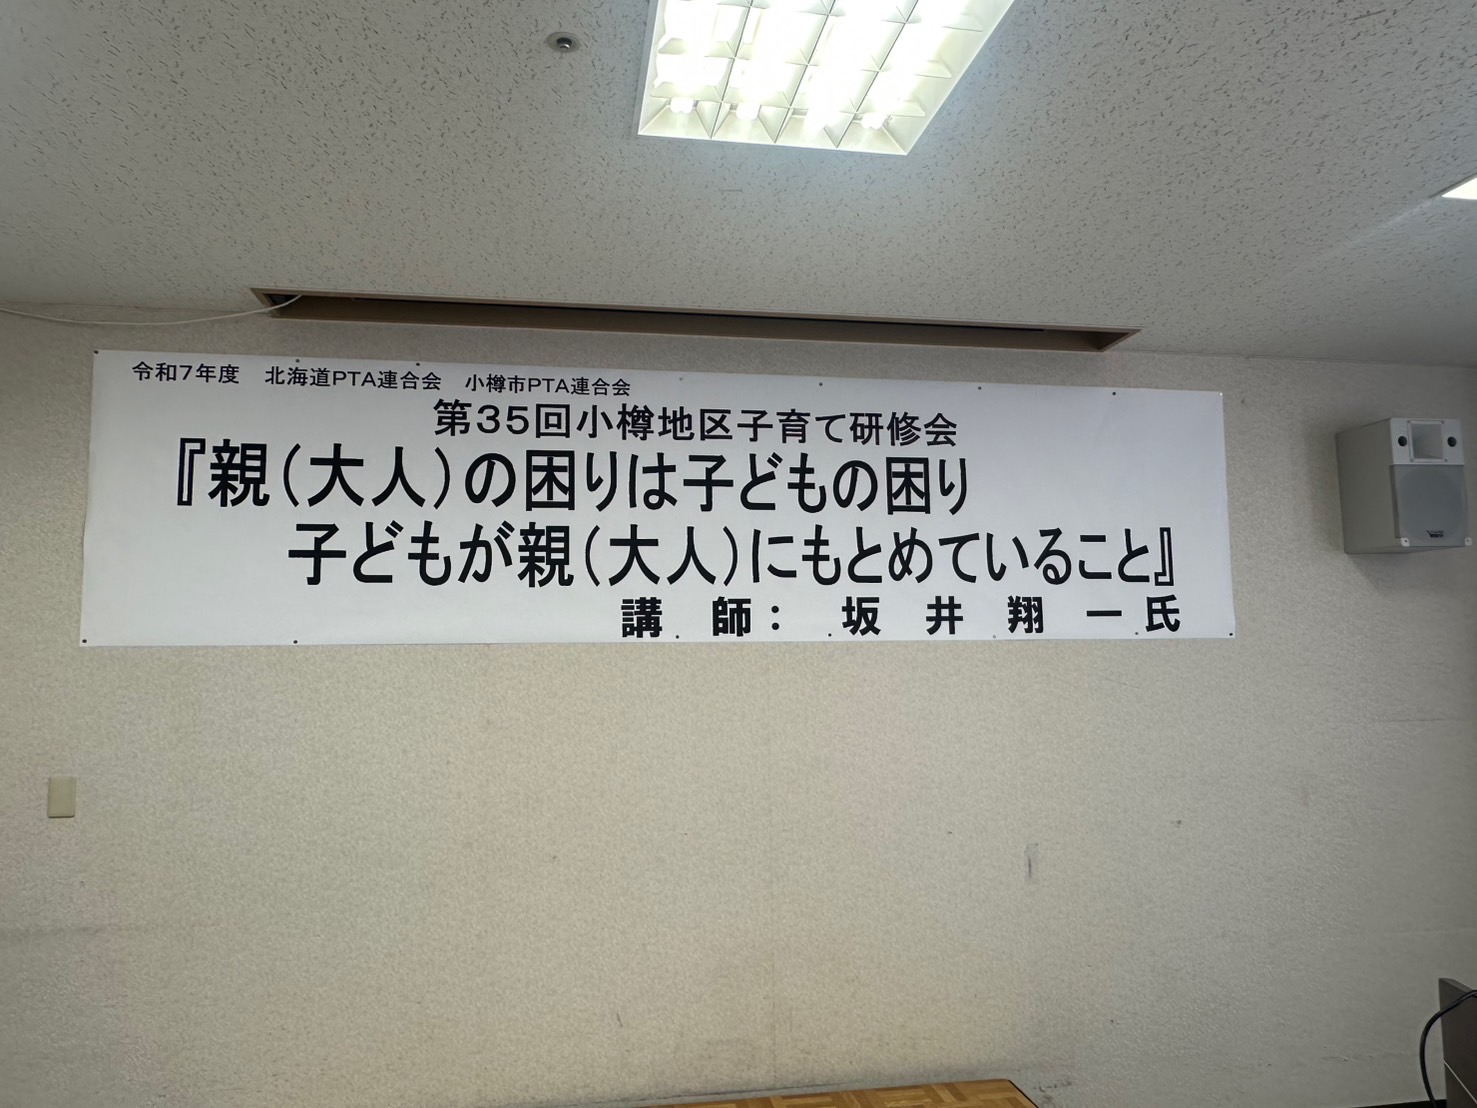 令和7年度　北海道PTA連合会　小樽市PTA連合会
第35回小樽地区子育て研修会
『親（大人）の困りは子どもの困り
子どもが親（大人）にもとめていること』
講　師：　坂　井　翔　一氏